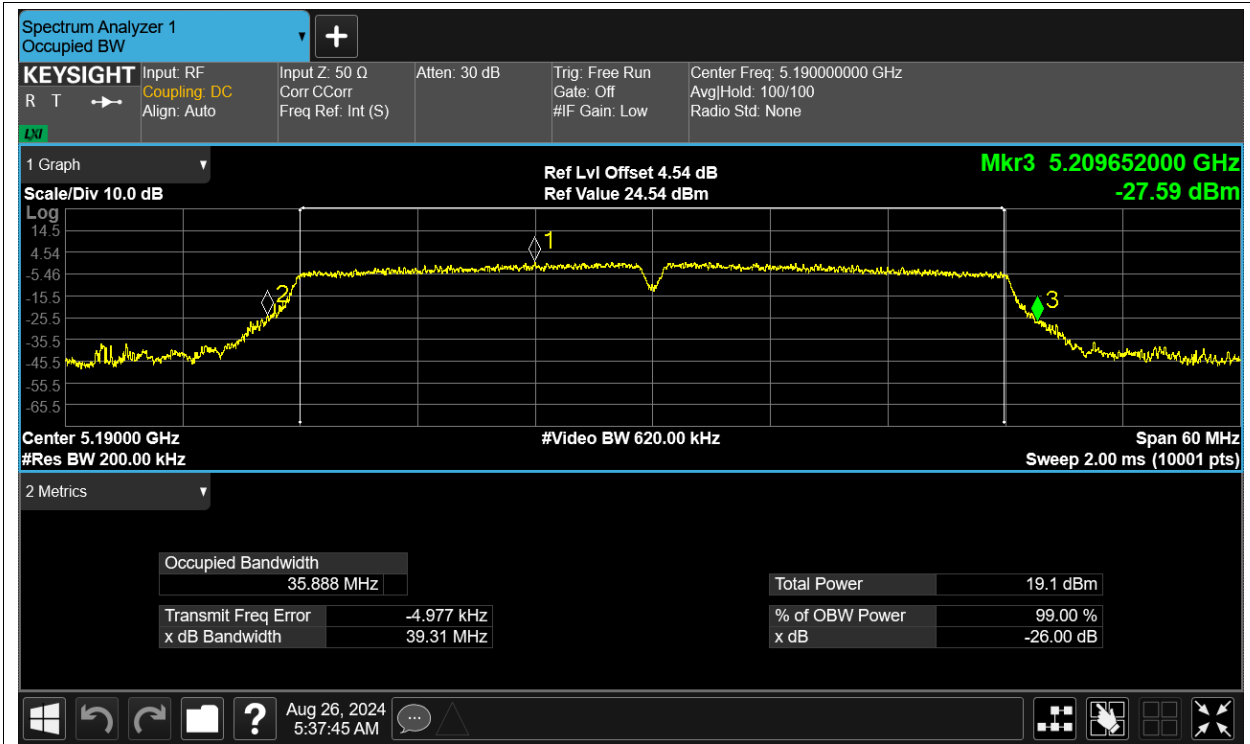 Spectrum Analyzer 1
Occupied BW
+
KEYSIGHT
R T
LXI
Input: RF
Coupling: DC
Align: Auto
Input Z: 50 Ω
Corr CCorr
Freq Ref: Int (S)
Atten: 30 dB
Trig: Free Run
Gate: Off
#IF Gain: Low
Center Freq: 5.190000000 GHz
Avg|Hold: 100/100
Radio Std: None
1 Graph
Scale/Div 10.0 dB
Ref Lvl Offset 4.54 dB
Ref Value 24.54 dBm
Mkr3 5.209652000 GHz
-27.59 dBm
Log
14.5
4.54
-5.46
-15.5
-25.5
-35.5
-45.5
-55.5
-65.5
1
2
3
Center 5.19000 GHz
#Res BW 200.00 kHz
#Video BW 620.00 kHz
Span 60 MHz
Sweep 2.00 ms (10001 pts)
2 Metrics
Occupied Bandwidth
35.888 MHz
Transmit Freq Error -4.977 kHz
x dB Bandwidth 39.31 MHz
Total Power 19.1 dBm
% of OBW Power 99.00 %
x dB -26.00 dB
?
Aug 26, 2024
5:37:45 AM